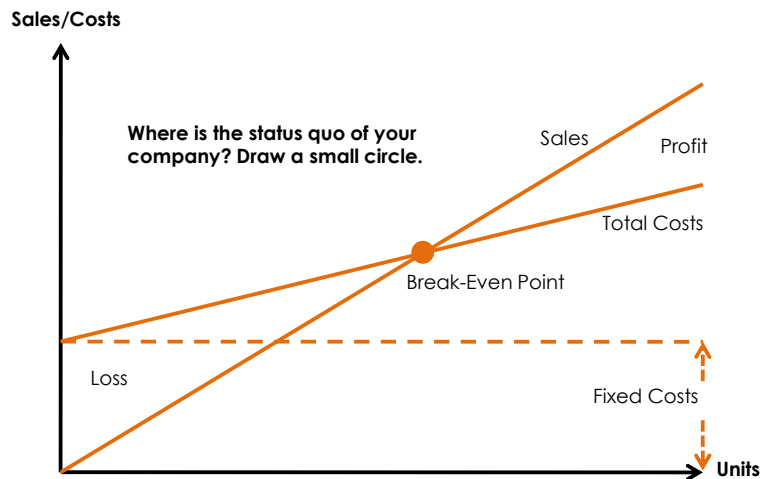 Sales/Costs
Where is the status quo of your
company? Draw a small circle.
Sales
Profit
Total Costs
Break-Even Point
Loss
Fixed Costs
Units